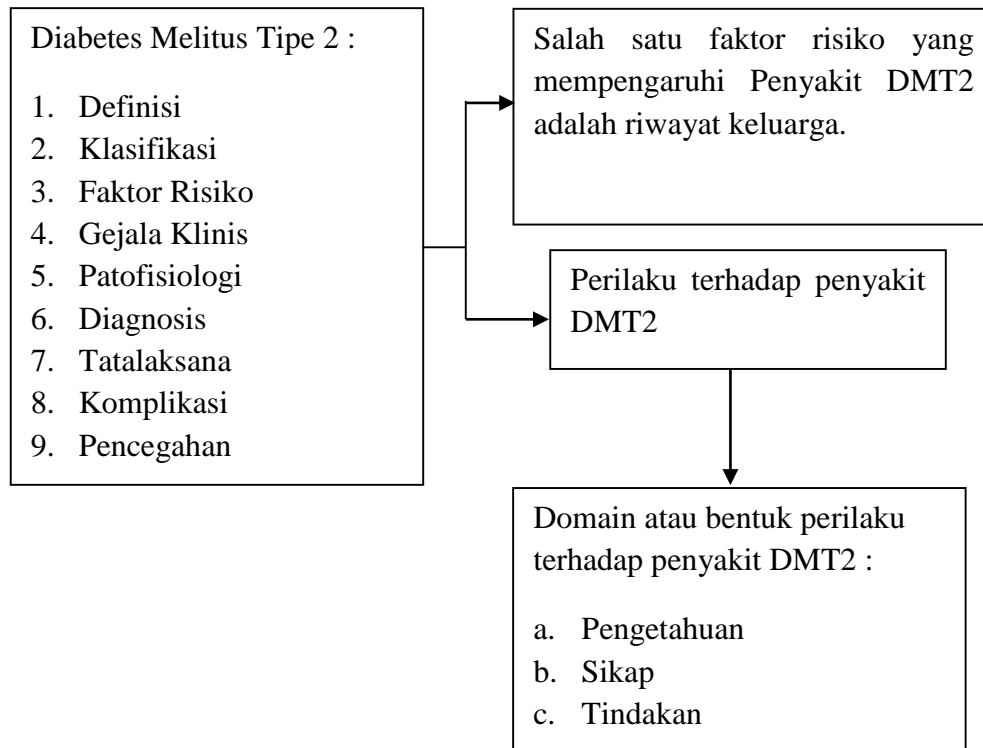 Diabetes Melitus Tipe 2 :
1. Definisi
2. Klasifikasi
3. Faktor Risiko
4. Gejala Klinis
5. Patofisiologi
6. Diagnosis
7. Tatalaksana
8. Komplikasi
9. Pencegahan
Salah satu faktor risiko yang
mempengaruhi Penyakit DMT2
adalah riwayat keluarga.
Perilaku terhadap penyakit
DMT2
Domain atau bentuk perilaku
terhadap penyakit DMT2 :
a. Pengetahuan
b. Sikap
c. Tindakan